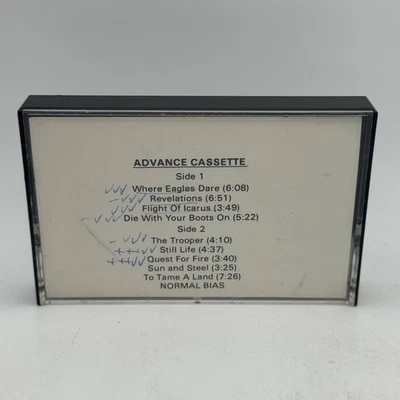 ADVANCE CASSETTE
Side 1
✓✓✓ Where Eagles Dare (6:08)
-✓✓✓ Revelations (6:51)
✓✓ Flight Of Icarus (3:49)
-✓✓✓ Die With Your Boots On (5:22)
Side 2
-✓✓ The Trooper (4:10)
+++✓✓ Still Life (4:37)
+++✓✓ Quest For Fire (3:40)
Sun and Steel (3:25)
To Tame A Land (7:26)
NORMAL BIAS